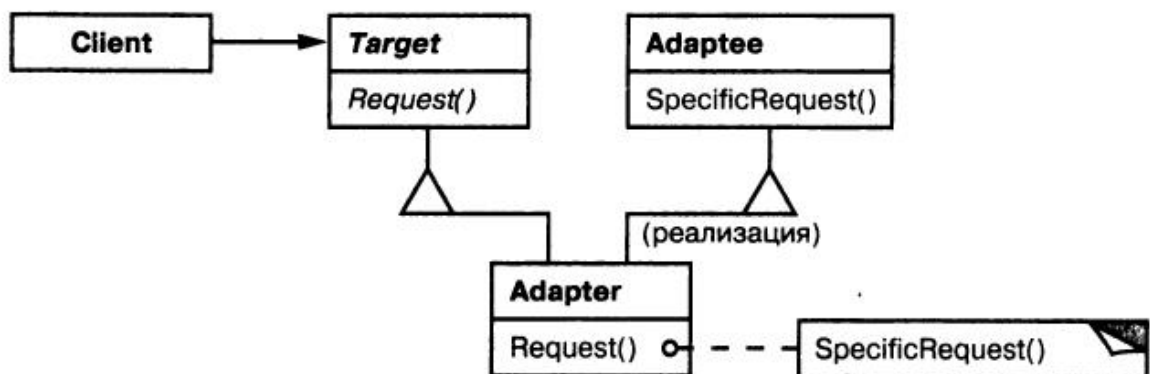 Client
Target
Request()
Adaptee
SpecificRequest()
(реализация)
Adapter
Request()
SpecificRequest()